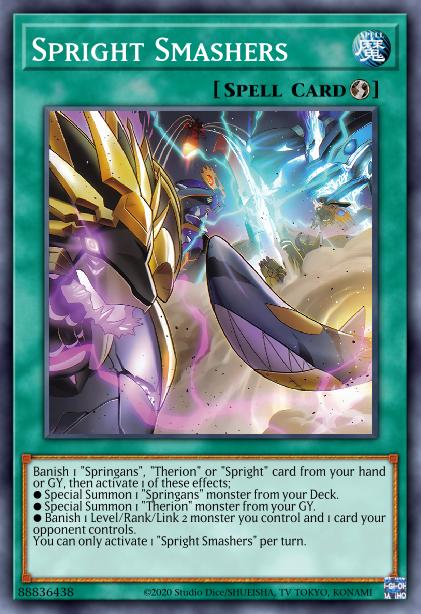 Spright Smashers
SPELL
魔
[Spell Card]
Banish 1 "Springans", "Therion" or "Spright" card from your hand
or GY, then activate 1 of these effects;
● Special Summon 1 "Springans" monster from your Deck.
● Special Summon 1 "Therion" monster from your GY.
● Banish 1 Level/Rank/Link 2 monster you control and 1 card your
opponent controls.
You can only activate 1 "Spright Smashers" per turn.
88836438
©2020 Studio Dice/SHUEISHA, TV TOKYO, KONAMI